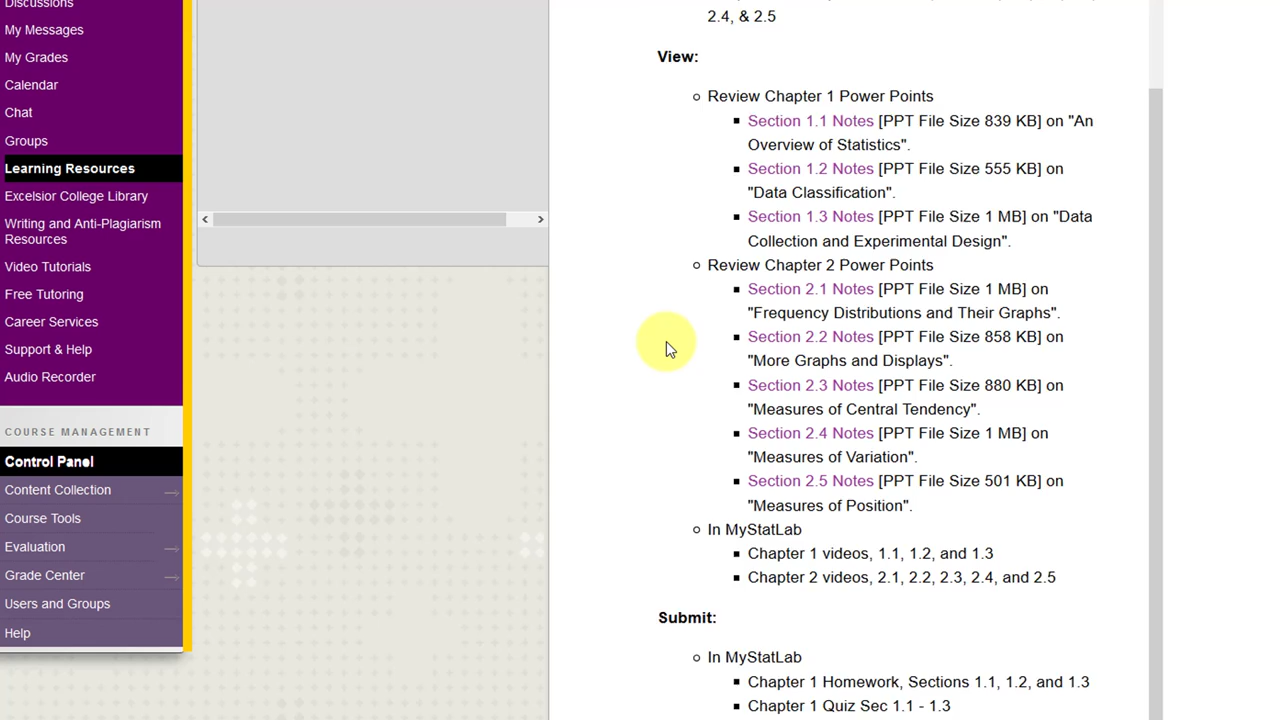 Discussions
My Messages
My Grades
Calendar
Chat
Groups
Learning Resources
Excelsior College Library
Writing and Anti-Plagiarism
Resources
Video Tutorials
Free Tutoring
Career Services
Support & Help
Audio Recorder
COURSE MANAGEMENT
Control Panel
Content Collection
Course Tools
Evaluation
Grade Center
Users and Groups
Help
2.4, & 2.5
View:
Review Chapter 1 Power Points
Section 1.1 Notes [PPT File Size 839 KB] on "An
Overview of Statistics".
Section 1.2 Notes [PPT File Size 555 KB] on
"Data Classification".
Section 1.3 Notes [PPT File Size 1 MB] on "Data
Collection and Experimental Design".
Review Chapter 2 Power Points
Section 2.1 Notes [PPT File Size 1 MB] on
"Frequency Distributions and Their Graphs".
Section 2.2 Notes [PPT File Size 858 KB] on
"More Graphs and Displays".
Section 2.3 Notes [PPT File Size 880 KB] on
"Measures of Central Tendency".
Section 2.4 Notes [PPT File Size 1 MB] on
"Measures of Variation".
Section 2.5 Notes [PPT File Size 501 KB] on
"Measures of Position".
In MyStatLab
Chapter 1 videos, 1.1, 1.2, and 1.3
Chapter 2 videos, 2.1, 2.2, 2.3, 2.4, and 2.5
Submit:
In MyStatLab
Chapter 1 Homework, Sections 1.1, 1.2, and 1.3
Chapter 1 Quiz Sec 1.1 - 1.3